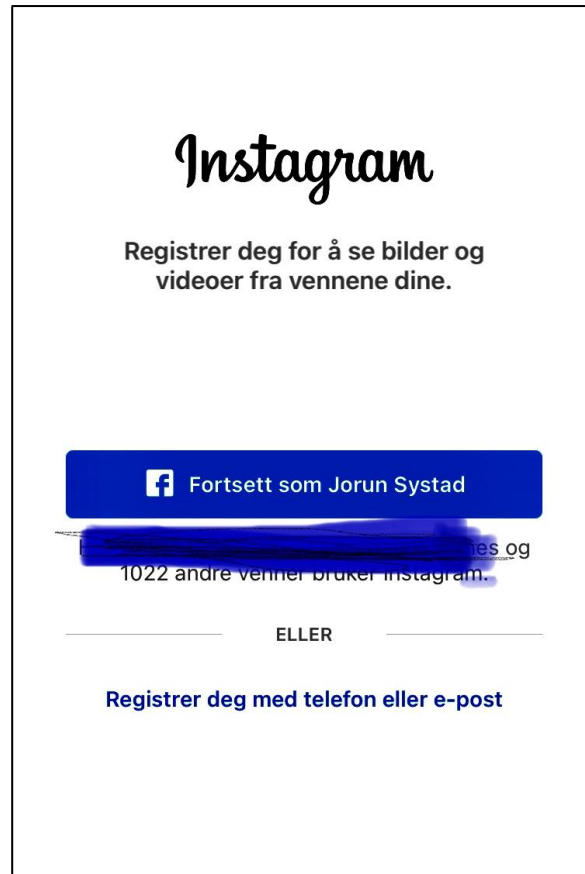 Instagram
Registrer deg for å se bilder og
videoer fra vennene dine.
Fortsett som Jorun Systad
og
1022 andre venner bruker Instagram.
ELLER
Registrer deg med telefon eller e-post